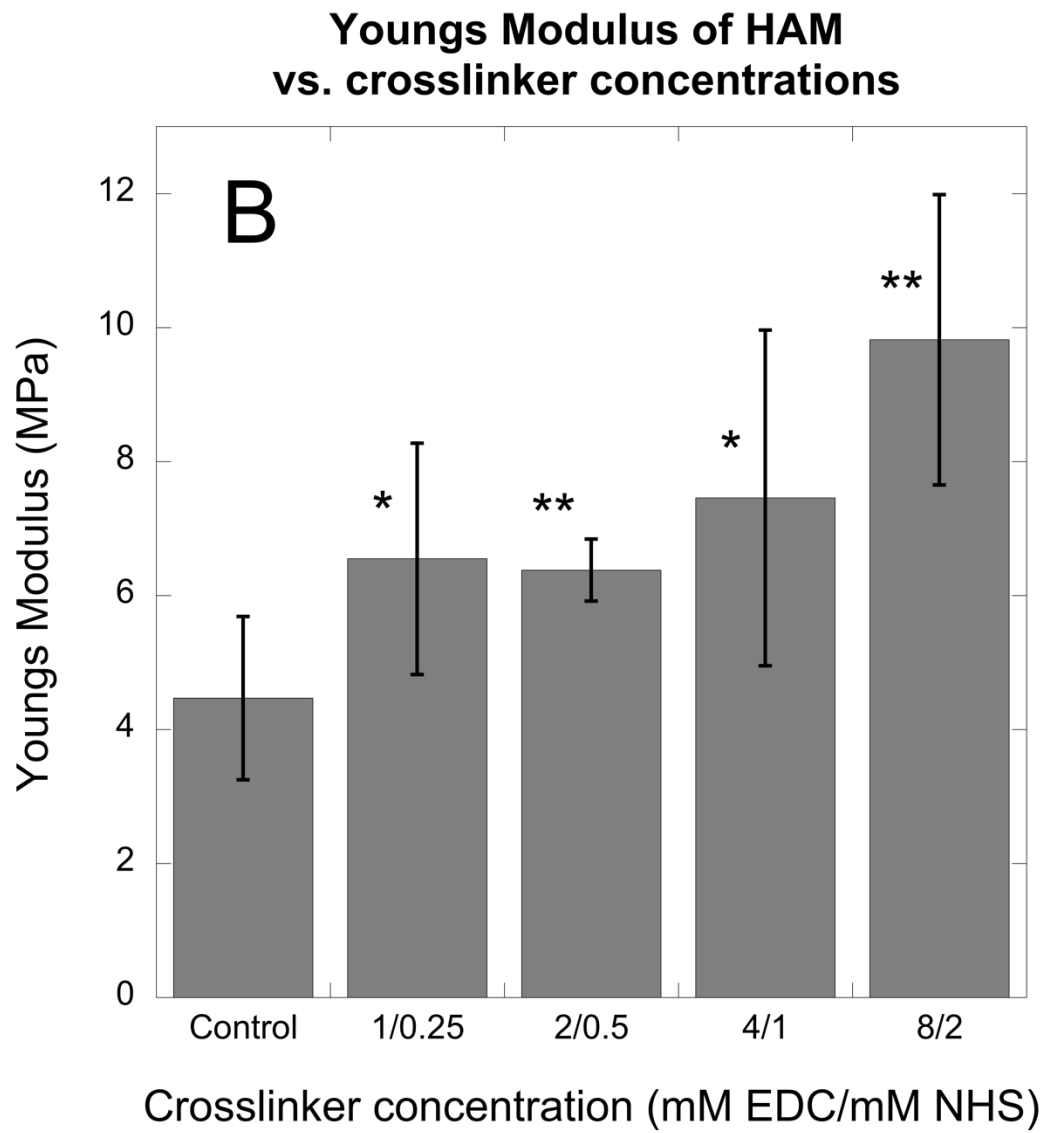 Youngs Modulus of HAM
vs. crosslinker concentrations
B
Youngs Modulus (MPa)
12
10
8
6
4
2
0
**
*
*
**
Control 1/0.25 2/0.5 4/1 8/2
Crosslinker concentration (mM EDC/mM NHS)